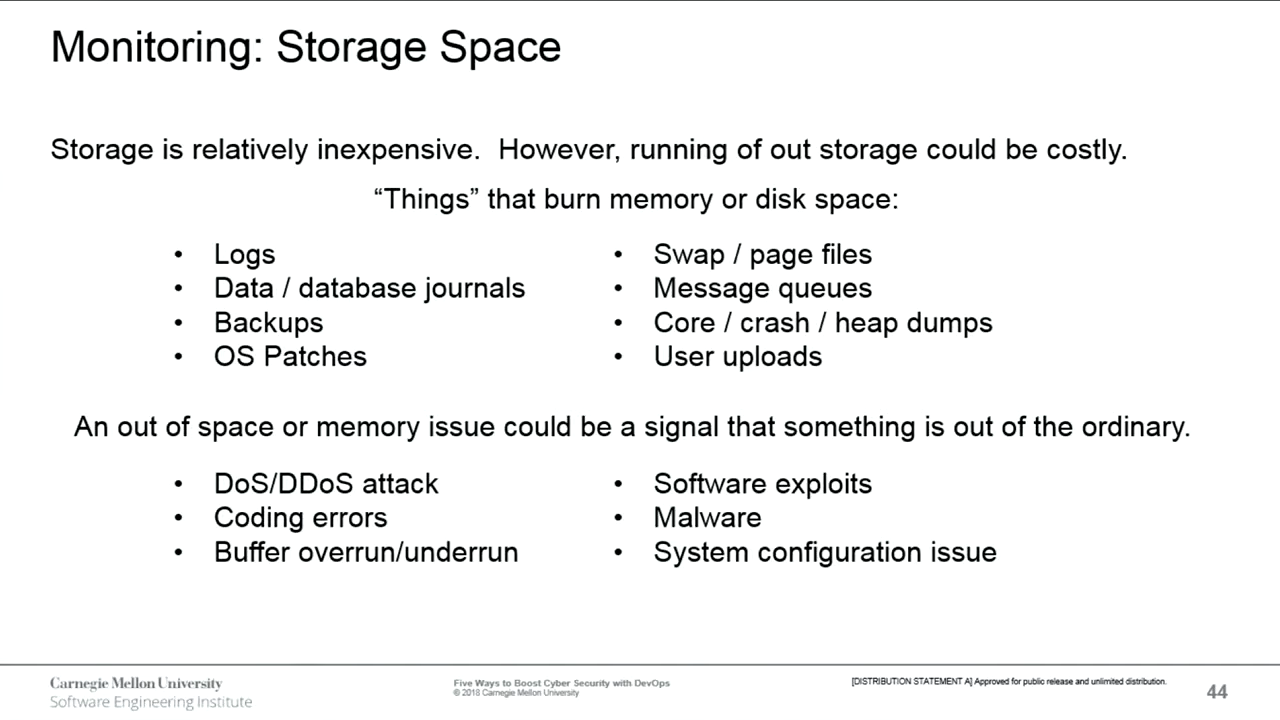 Monitoring: Storage Space
Storage is relatively inexpensive.  However, running of out storage could be costly.
“Things” that burn memory or disk space:
• Logs
• Data / database journals
• Backups
• OS Patches
• Swap / page files
• Message queues
• Core / crash / heap dumps
• User uploads
An out of space or memory issue could be a signal that something is out of the ordinary.
• DoS/DDoS attack
• Coding errors
• Buffer overrun/underrun
• Software exploits
• Malware
• System configuration issue
Carnegie Mellon University
Software Engineering Institute
Five Ways to Boost Cyber Security with DevOps
© 2018 Carnegie Mellon University
[DISTRIBUTION STATEMENT A] Approved for public release and unlimited distribution.
44